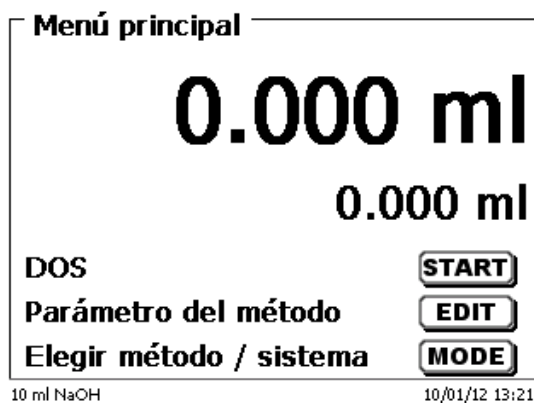 Menú principal
0.000 ml
0.000 ml
DOS START
Parámetro del método EDIT
Elegir método / sistema MODE
10 ml NaOH 10/01/12 13:21